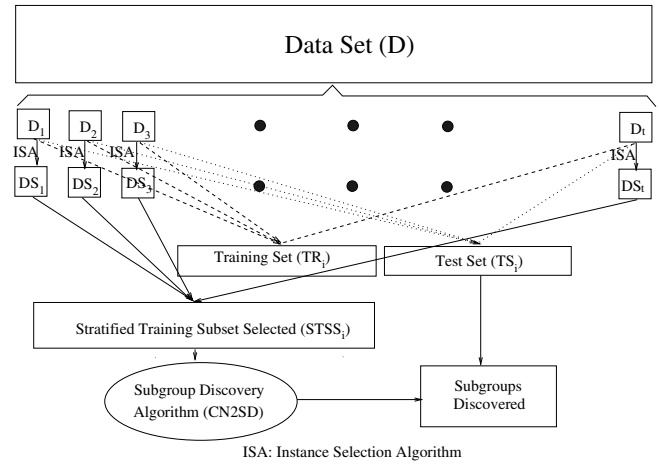 Data Set (D)
D1 D2 D3 Dt
ISA ISA ISA ISA
DS1 DS2 DS3 DSt
Training Set (TRi)
Test Set (TSi)
Stratified Training Subset Selected (STSSi)
Subgroup Discovery
Algorithm (CN2SD)
Subgroups
Discovered
ISA: Instance Selection Algorithm